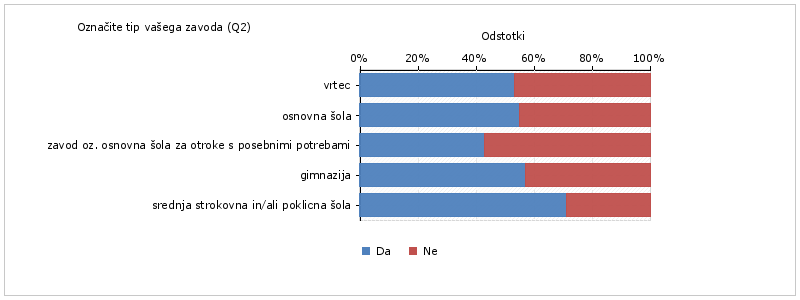 Označite tip vašega zavoda (Q2)
Odstotki
0% 20% 40% 60% 80% 100%
vrtec
osnovna šola
zavod oz. osnovna šola za otroke s posebnimi potrebami
gimnazija
srednja strokovna in/ali poklicna šola
Da Ne